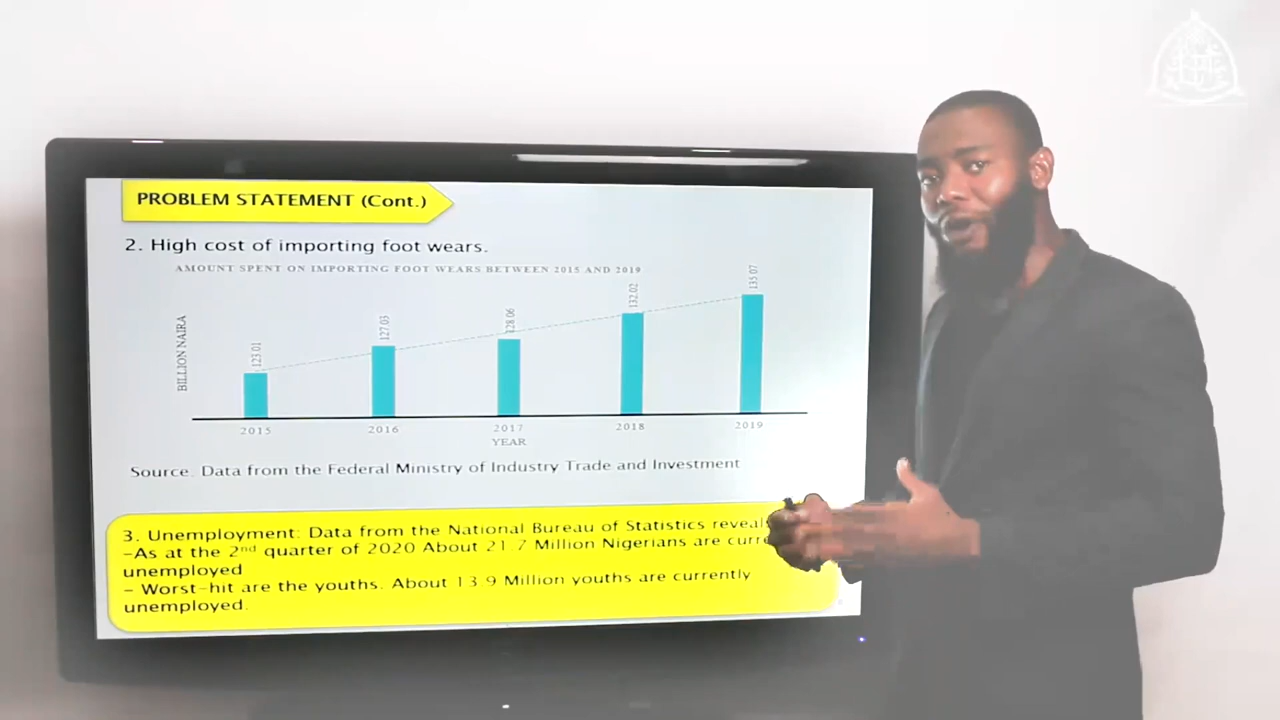 PROBLEM STATEMENT (Cont.)
2. High cost of importing foot wears.
AMOUNT SPENT ON IMPORTING FOOT WEARS BETWEEN 2015 AND 2019
BILLION NAIRA
123.01
127.03
128.06
132.02
135.07
2015
2016
2017
2018
2019
YEAR
Source. Data from the Federal Ministry of Industry Trade and Investment
3. Unemployment: Data from the National Bureau of Statistics reveal
-As at the 2nd quarter of 2020 About 21.7 Million Nigerians are curre
unemployed
- Worst-hit are the youths. About 13.9 Million youths are currently
unemployed.